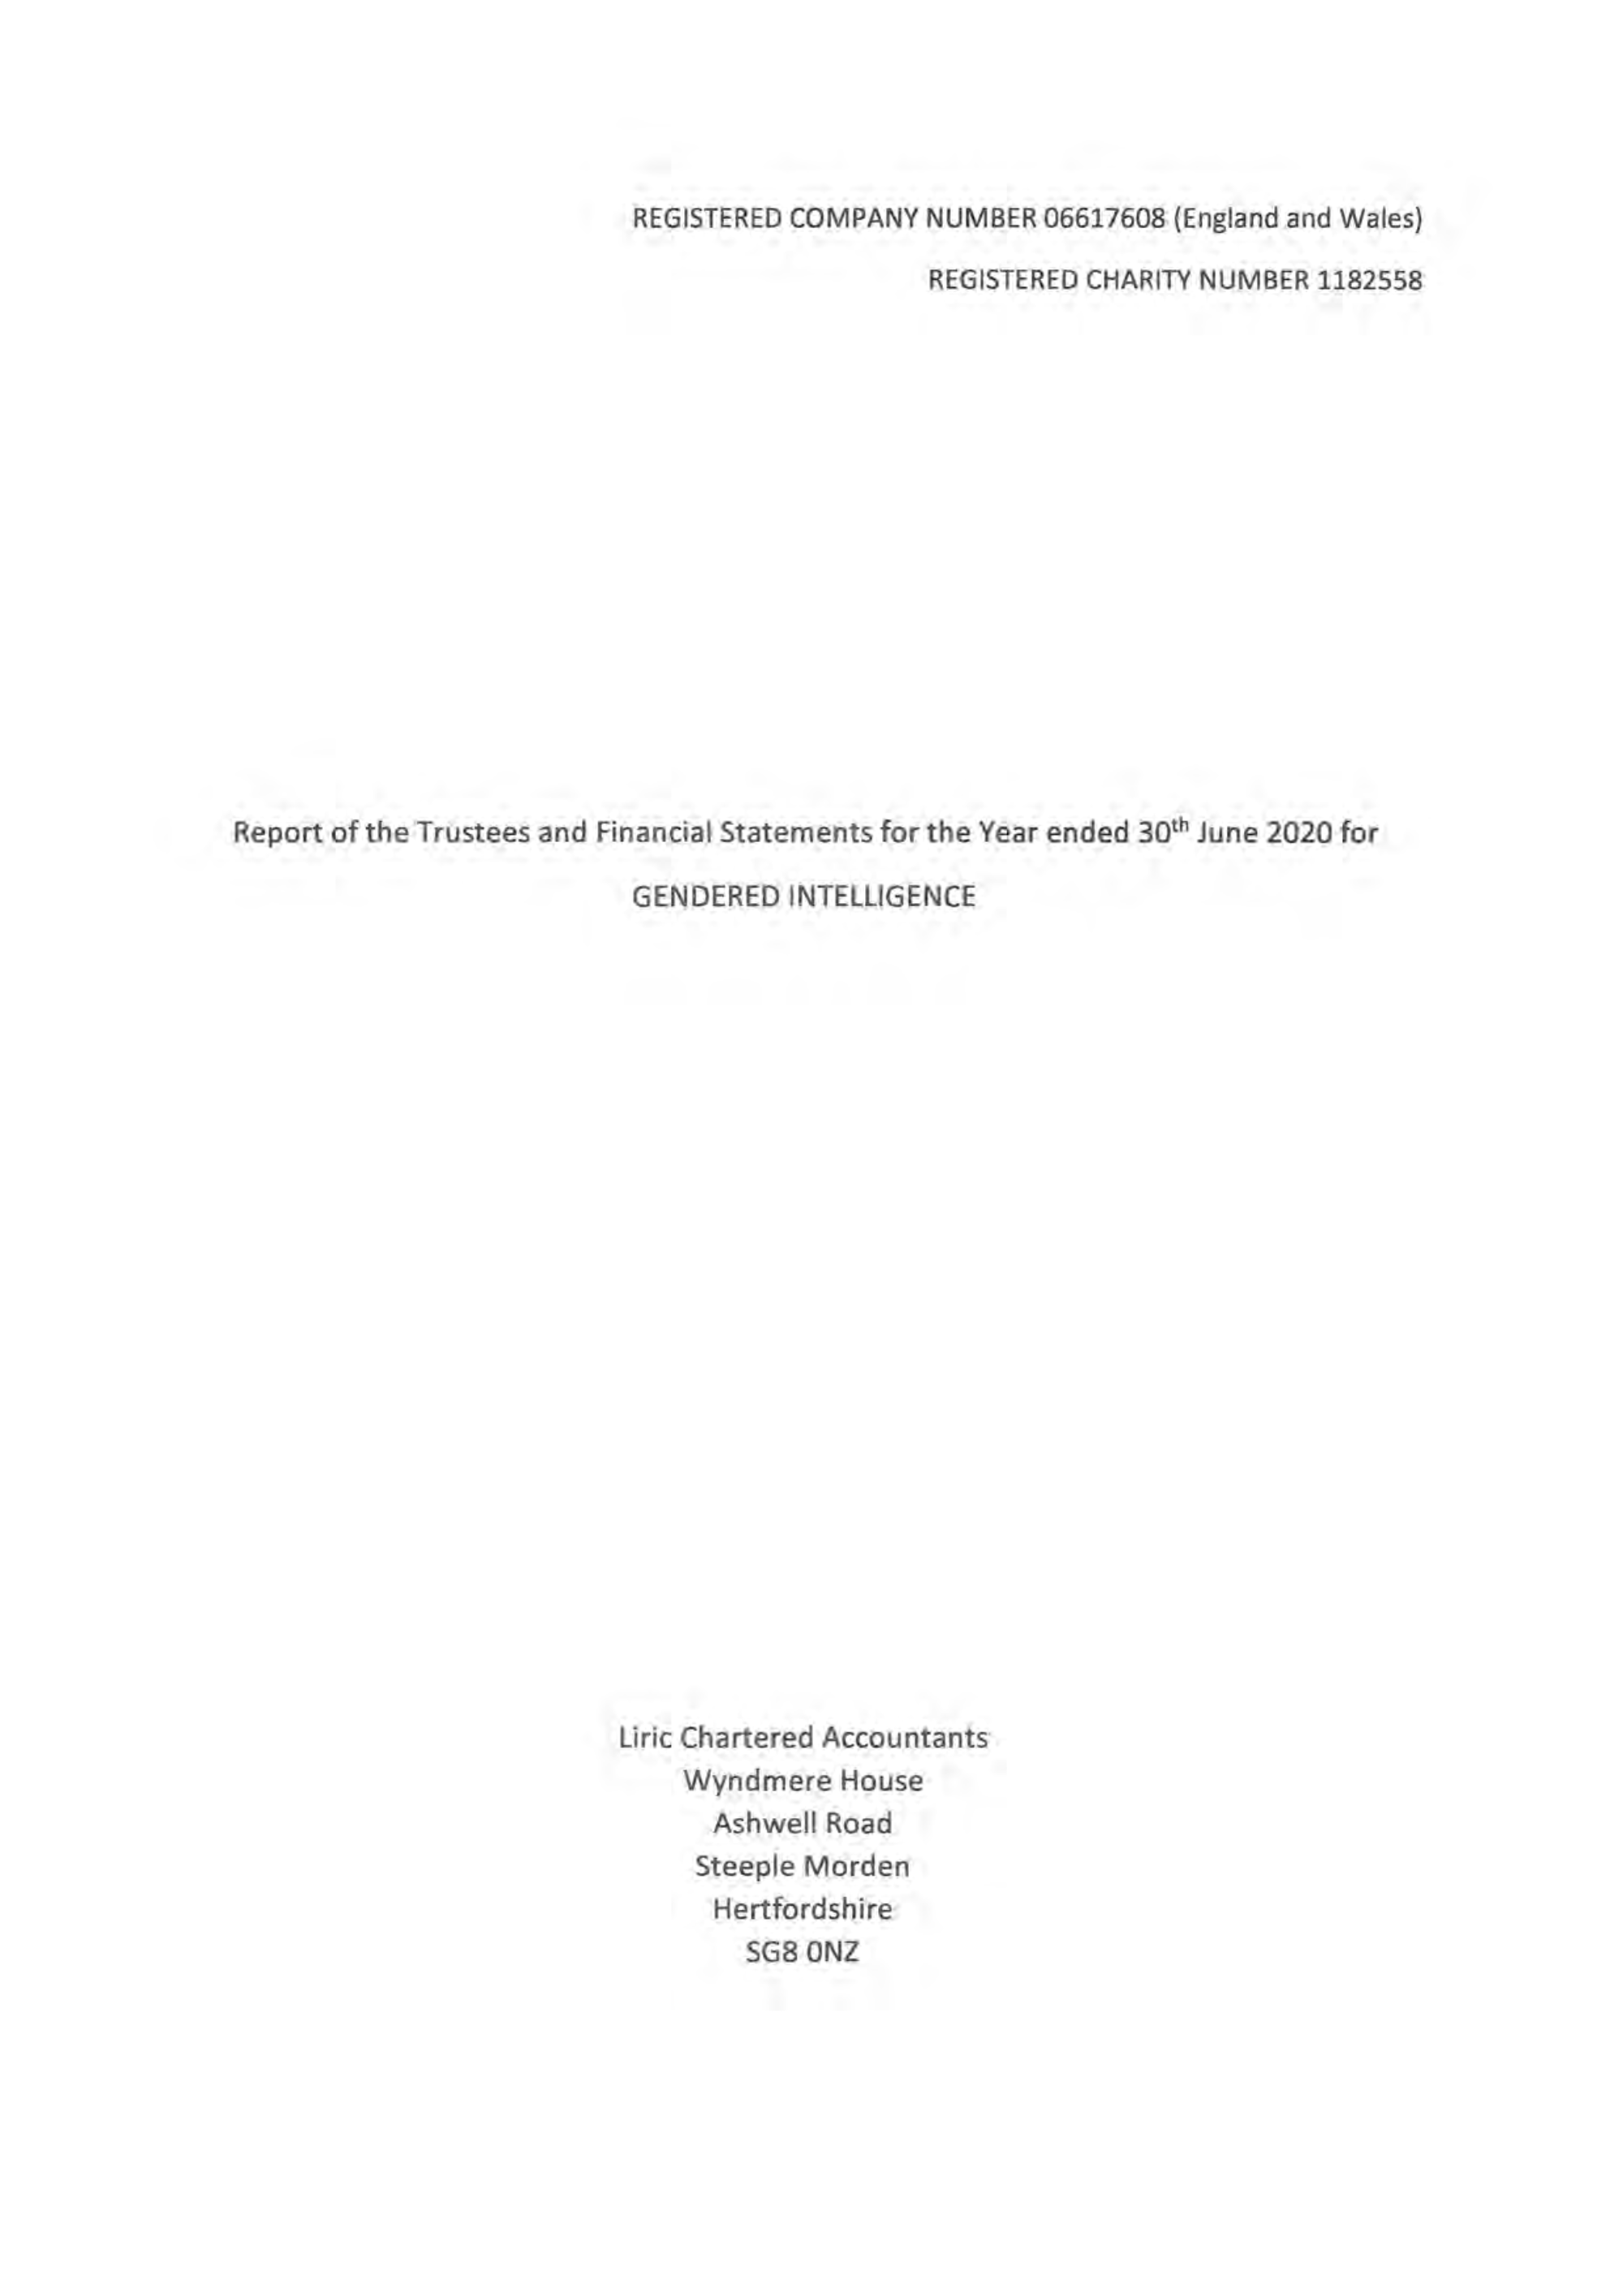 REGISTERED COMPANY NUMBER 06617608 (England and Wales)
REGISTERED CHARITY NUMBER 1182558
Report of the Trustees and Financial Statements for the Year ended 30th June 2020 for
GENDERED INTELLIGENCE
Liric Chartered Accountants
Wyndmere House
Ashwell Road
Steeple Morden
Hertfordshire
SG8 0NZ